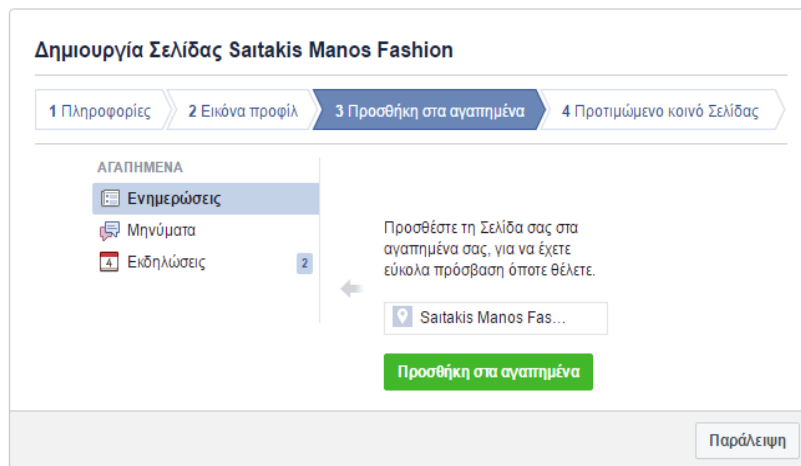 Δημιουργία Σελίδας Saıtakis Manos Fashion
1 Πληροφορίες 2 Εικόνα προφίλ 3 Προσθήκη στα αγαπημένα 4 Προτιμώμενο κοινό Σελίδας
ΑΓΑΠΗΜΕΝΑ
Ενημερώσεις
Μηνύματα
4 Εκδηλώσεις 2
Προσθέστε τη Σελίδα σας στα
αγαπημένα σας, για να έχετε
εύκολα πρόσβαση όποτε θέλετε.
Saıtakis Manos Fas...
Προσθήκη στα αγαπημένα
Παράλειψη